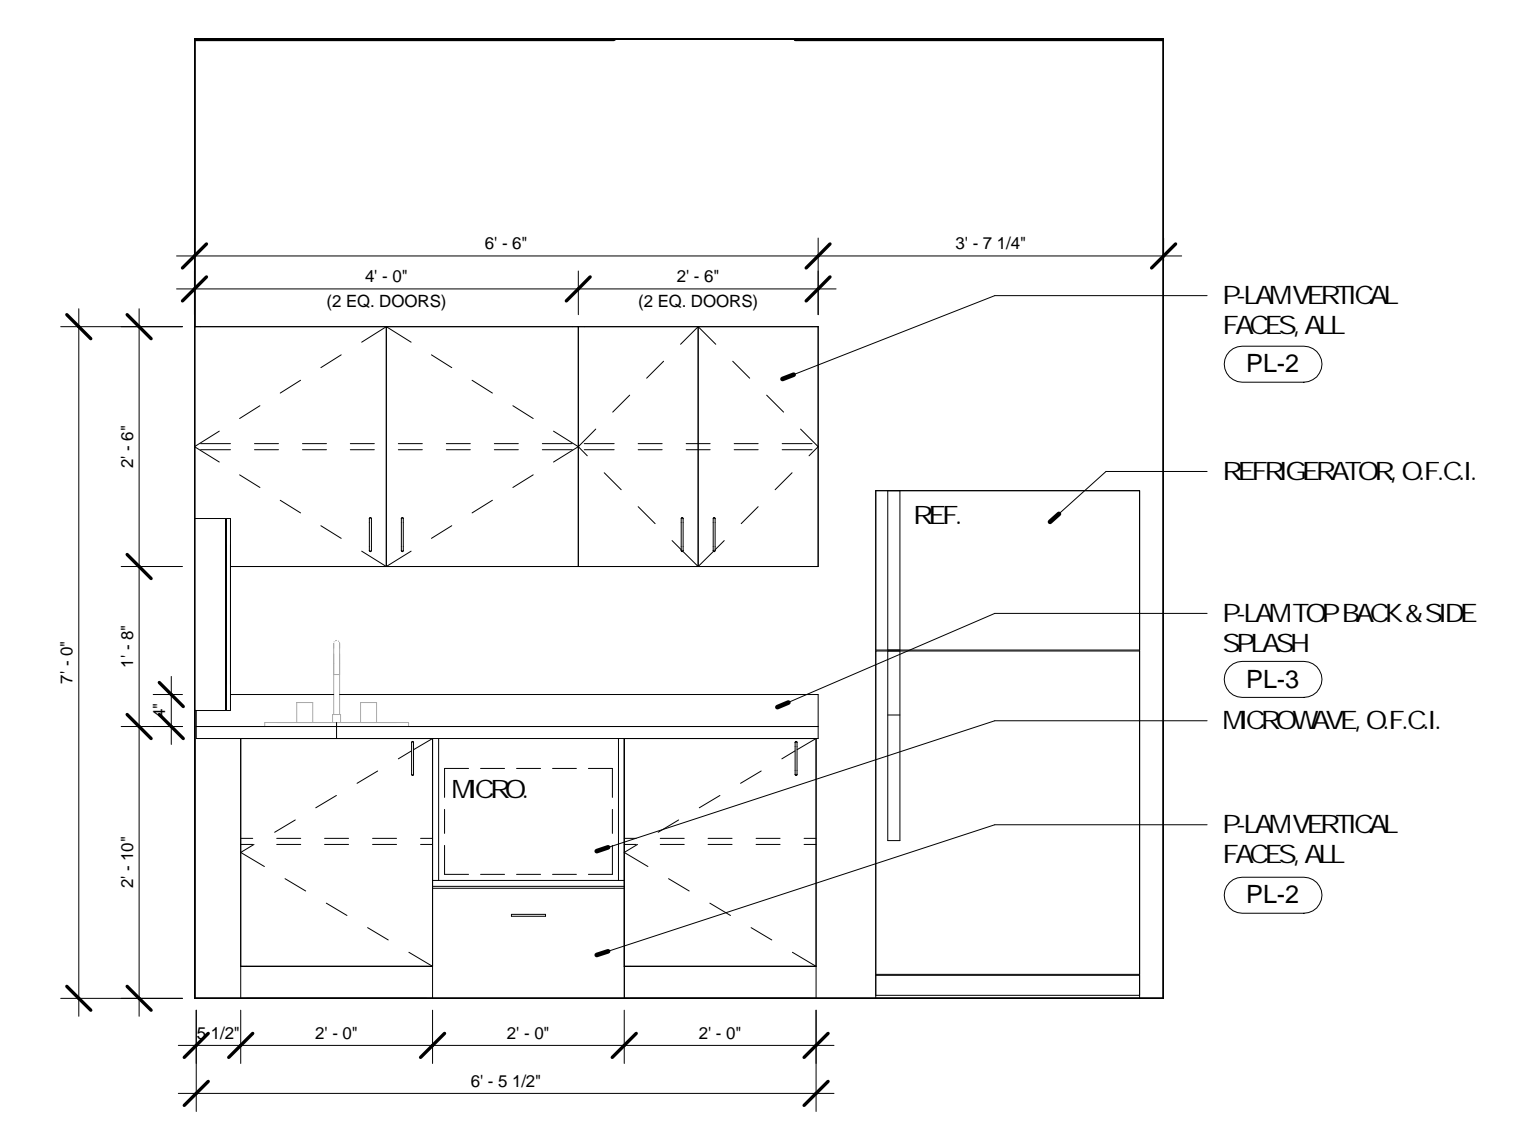 6' - 6"
3' - 7 1/4"
4' - 0"
2' - 6"
(2 EQ. DOORS)
(2 EQ. DOORS)
P-LAM VERTICAL
FACES, ALL
PL-2
2' - 6"
REFRIGERATOR, O.F.C.I.
REF.
7' - 0"
1' - 8"
4"
P-LAM TOP BACK & SIDE
SPLASH
PL-3
MICROWAVE, O.F.C.I.
MICRO.
2' - 10"
P-LAM VERTICAL
FACES, ALL
PL-2
5 1/2"
2' - 0"
2' - 0"
2' - 0"
6' - 5 1/2"